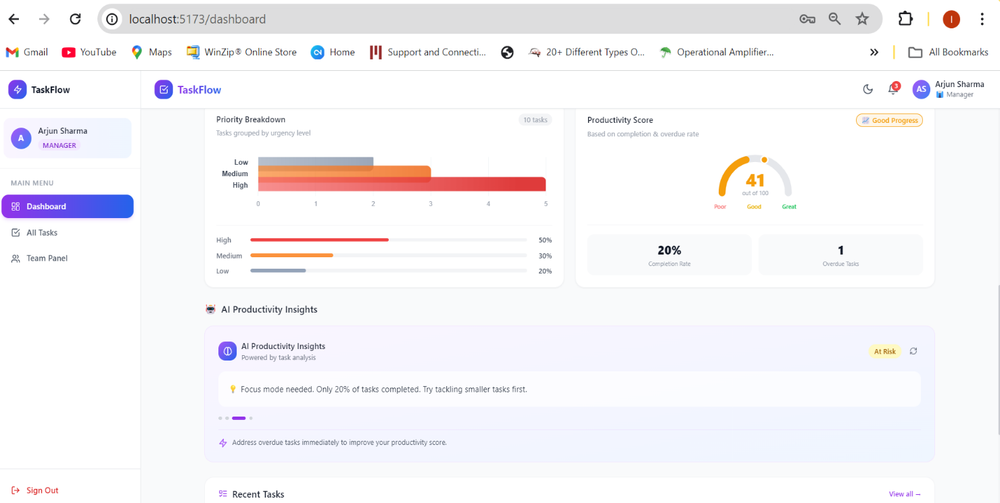 localhost:5173/dashboard
I
Gmail
YouTube
Maps
WinZip® Online Store
Home
Support and Connecti...
20+ Different Types O...
Operational Amplifier...
All Bookmarks
TaskFlow
TaskFlow
3
AS
Arjun Sharma
Manager
A
Arjun Sharma
MANAGER
MAIN MENU
Dashboard
All Tasks
Team Panel
Sign Out
Priority Breakdown
10 tasks
Tasks grouped by urgency level
Low
Medium
High
0 1 2 3 4 5
High 50%
Medium 30%
Low 20%
Productivity Score
Good Progress
Based on completion & overdue rate
41
out of 100
Poor Good Great
20%
Completion Rate
1
Overdue Tasks
AI Productivity Insights
AI Productivity Insights
Powered by task analysis
At Risk
Focus mode needed. Only 20% of tasks completed. Try tackling smaller tasks first.
Address overdue tasks immediately to improve your productivity score.
Recent Tasks
View all →